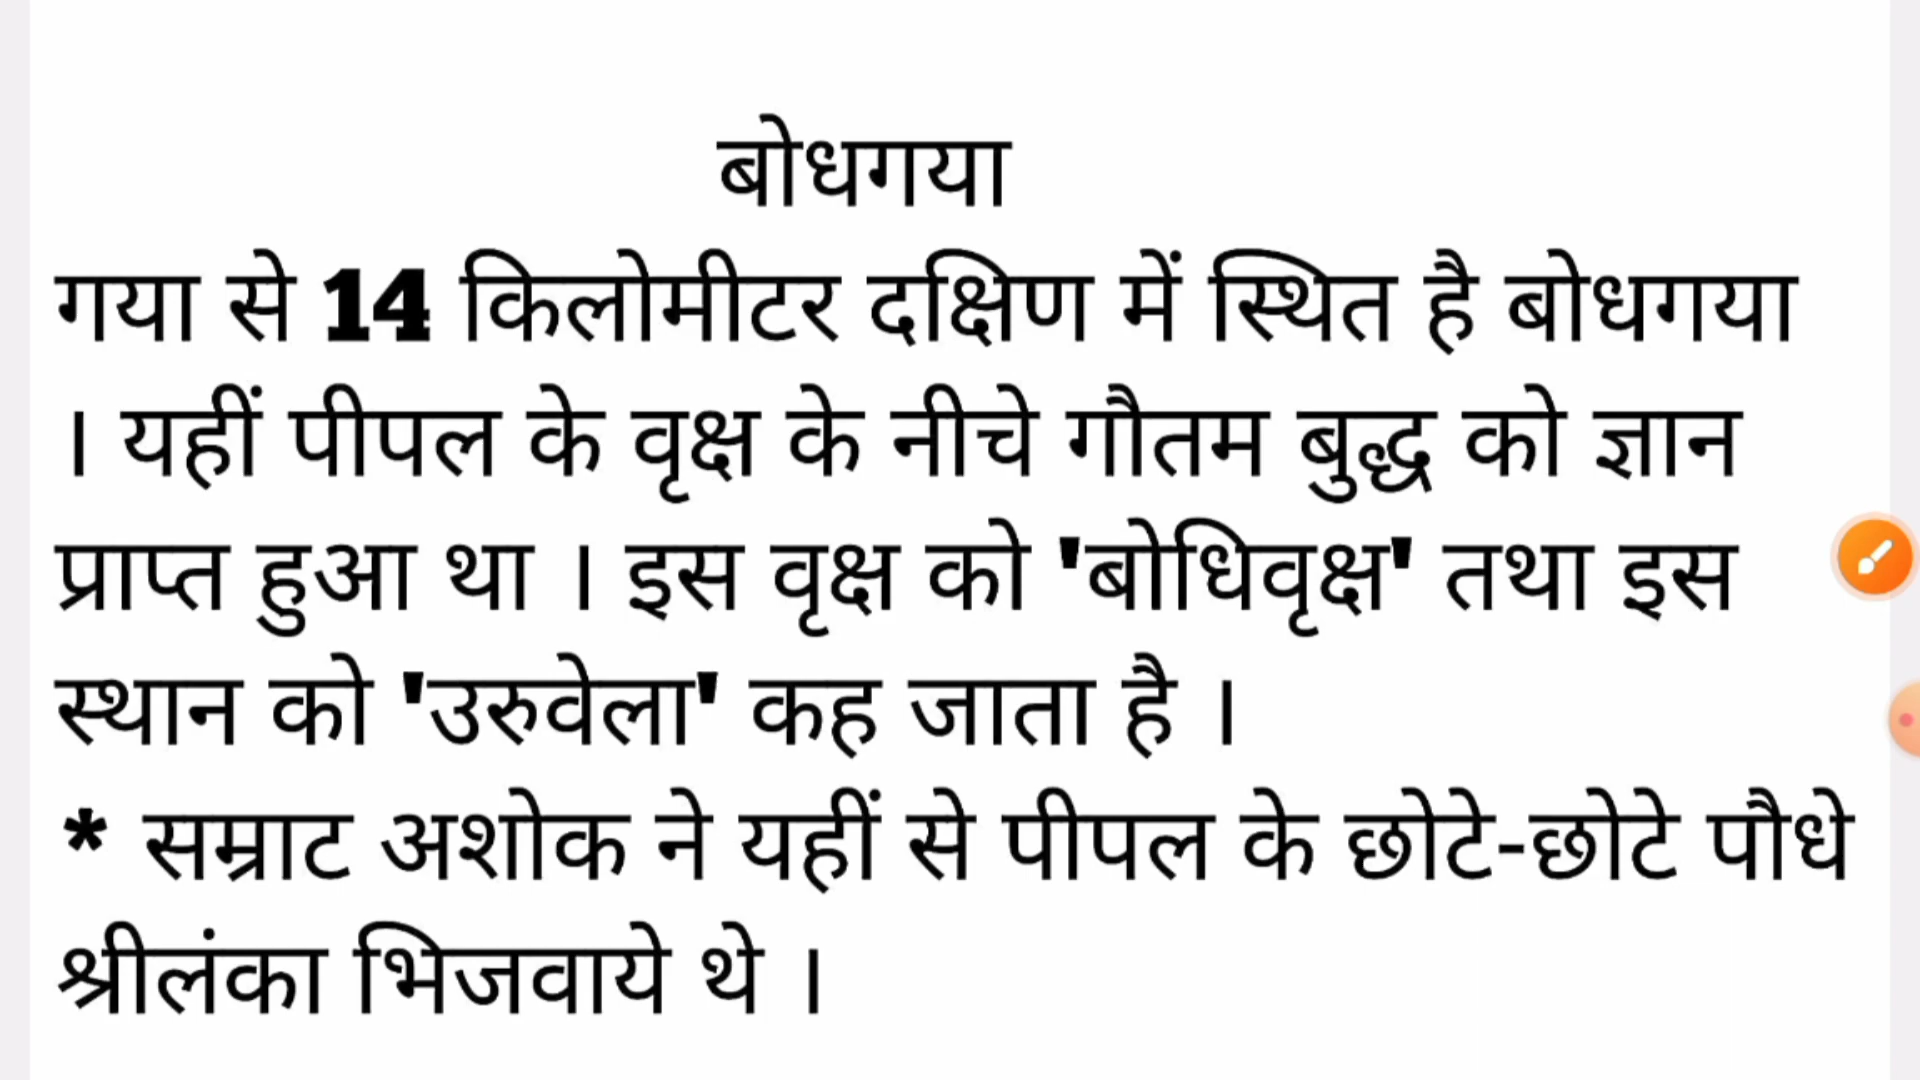 बोधगया
गया से 14 किलोमीटर दक्षिण में स्थित है बोधगया
। यहीं पीपल के वृक्ष के नीचे गौतम बुद्ध को ज्ञान
प्राप्त हुआ था । इस वृक्ष को 'बोधिवृक्ष' तथा इस
स्थान को 'उरुवेला' कह जाता है ।
* सम्राट अशोक ने यहीं से पीपल के छोटे-छोटे पौधे
श्रीलंका भिजवाये थे ।